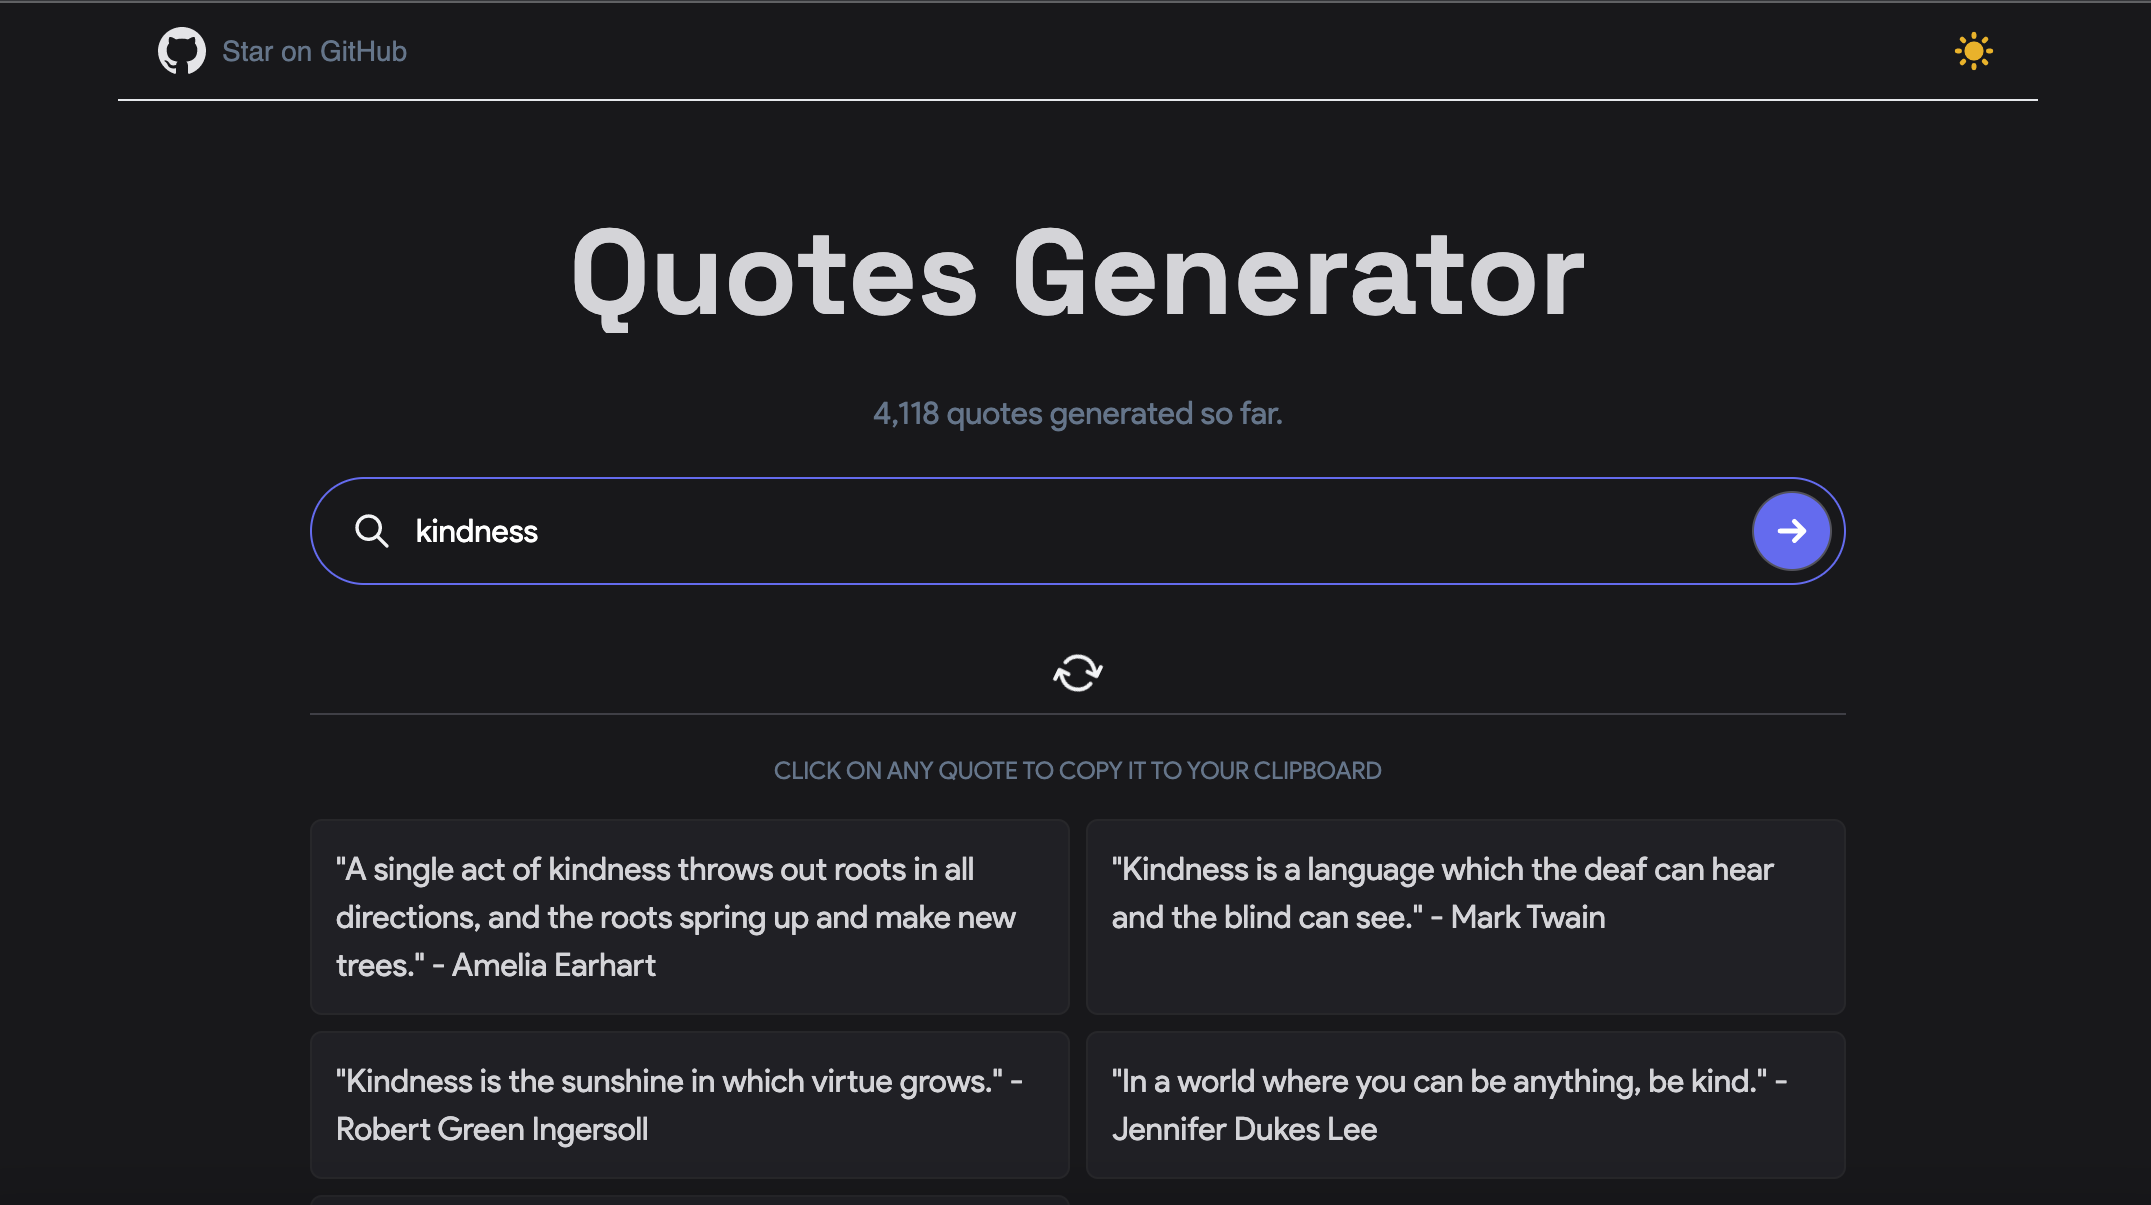 Star on GitHub
Quotes Generator
4,118 quotes generated so far.
kindness
CLICK ON ANY QUOTE TO COPY IT TO YOUR CLIPBOARD
"A single act of kindness throws out roots in all
directions, and the roots spring up and make new
trees." - Amelia Earhart
"Kindness is a language which the deaf can hear
and the blind can see." - Mark Twain
"Kindness is the sunshine in which virtue grows." -
Robert Green Ingersoll
"In a world where you can be anything, be kind." -
Jennifer Dukes Lee